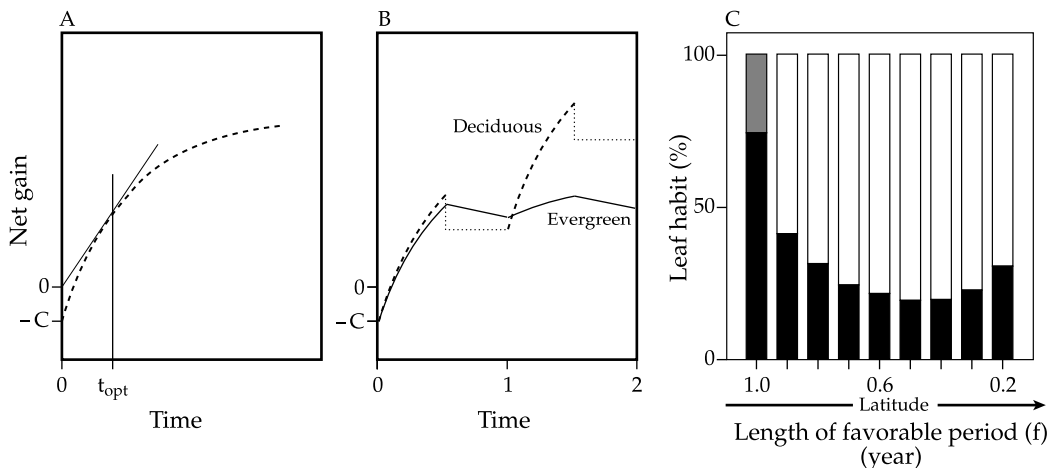 A
Net gain
0
–C
0
t_opt
Time
B
Deciduous
Evergreen
0
–C
0
1
2
Time
C
Leaf habit (%)
100
50
0
1.0
0.6
0.2
Latitude
Length of favorable period (f)
(year)